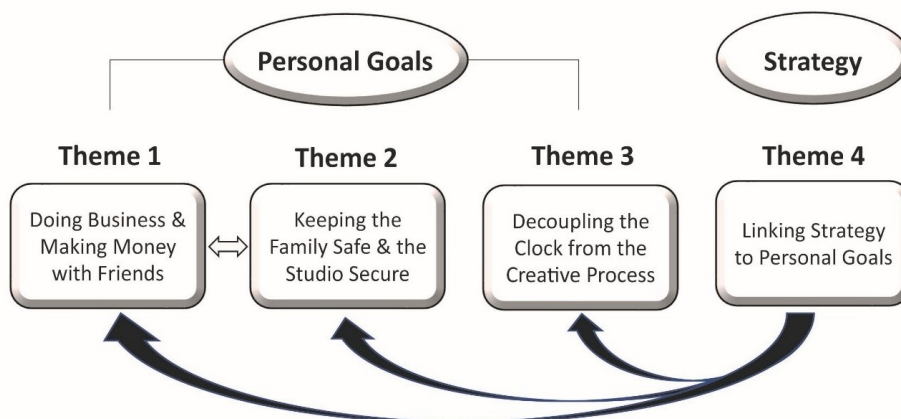 Personal Goals
Strategy
Theme 1
Theme 2
Theme 3
Theme 4
Doing Business &
Making Money
with Friends
Keeping the
Family Safe & the
Studio Secure
Decoupling the
Clock from the
Creative Process
Linking Strategy
to Personal Goals